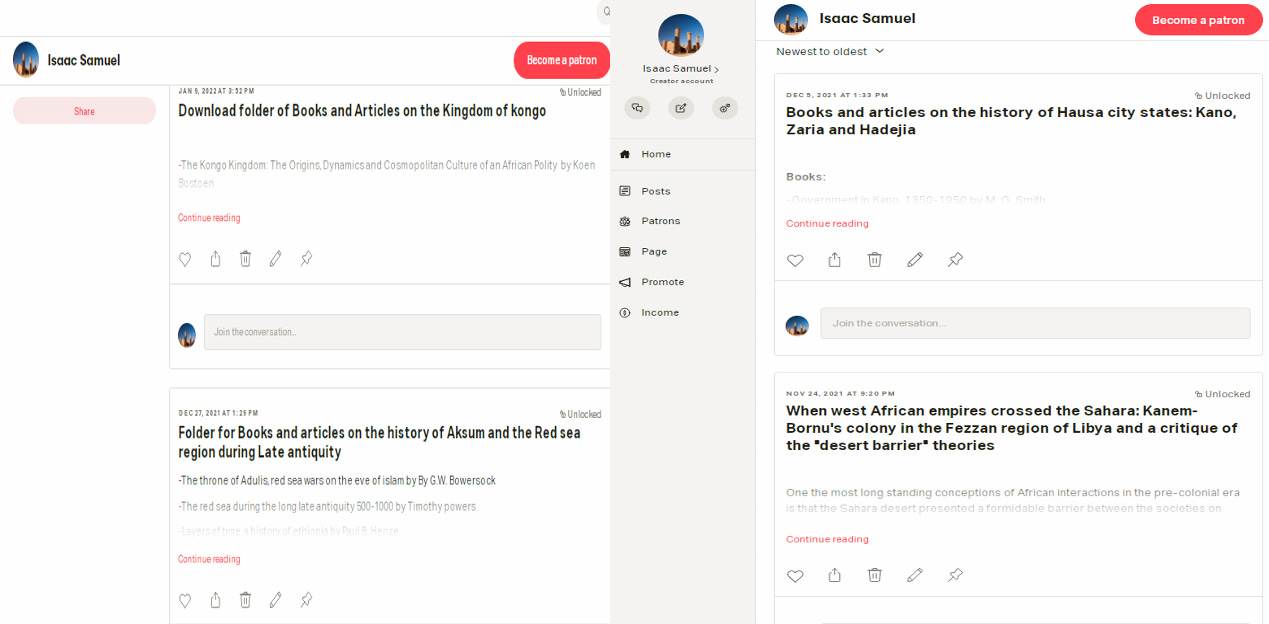 Isaac Samuel
Become a patron
Share
JAN 9, 2022 AT 3:52 PM
Unlocked
Download folder of Books and Articles on the Kingdom of kongo
-The Kongo Kingdom: The Origins, Dynamics and Cosmopolitan Culture of an African Polity by Koen
Bostoen
Continue reading
Join the conversation...
DEC 27, 2021 AT 1:29 PM
Unlocked
Folder for Books and articles on the history of Aksum and the Red sea
region during Late antiquity
-The throne of Adulis, red sea wars on the eve of islam by By G.W. Bowersock
-The red sea during the long late antiquity 500-1000 by Timothy powers
-Layers of time, a history of ethiopia by Paul B. Henze
Continue reading
Isaac Samuel
Creator account
Home
Posts
Patrons
Page
Promote
Income
Isaac Samuel
Become a patron
Newest to oldest
DEC 5, 2021 AT 1:33 PM
Unlocked
Books and articles on the history of Hausa city states: Kano,
Zaria and Hadejia
Books:
-Government in Kano, 1350-1950 by M. G. Smith
Continue reading
Join the conversation...
NOV 24, 2021 AT 9:20 PM
Unlocked
When west African empires crossed the Sahara: Kanem-
Bornu's colony in the Fezzan region of Libya and a critique of
the "desert barrier" theories
One the most long standing conceptions of African interactions in the pre-colonial era
is that the Sahara desert presented a formidable barrier between the societies on
Continue reading